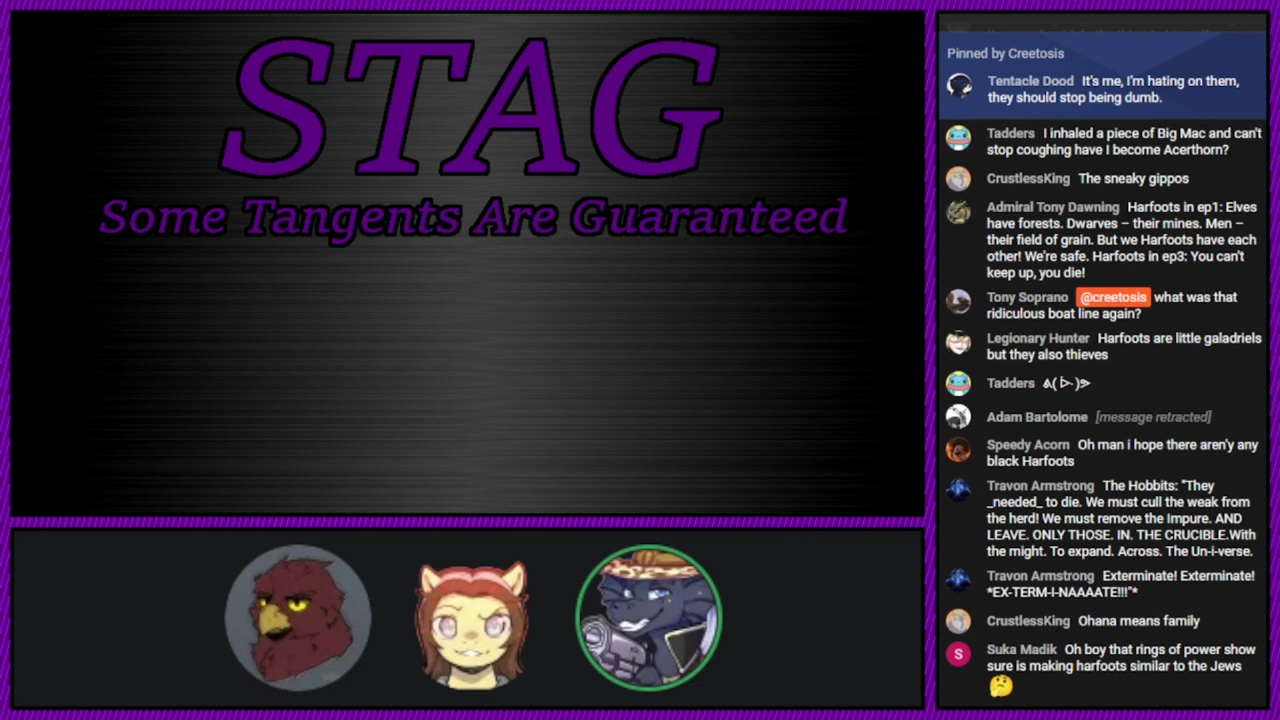 STAG
Some Tangents Are Guaranteed
Pinned by Creetosis
Tentacle Dood It's me, I'm hating on them,
they should stop being dumb.
Tadders I inhaled a piece of Big Mac and can't
stop coughing have I become Acerthorn?
CrustlessKing The sneaky gippos
Admiral Tony Dawning Harfoots in ep1: Elves
have forests. Dwarves – their mines. Men –
their field of grain. But we Harfoots have each
other! We're safe. Harfoots in ep3: You can't
keep up, you die!
Tony Soprano @creetosis what was that
ridiculous boat line again?
Legionary Hunter Harfoots are little galadriels
but they also thieves
Tadders
Adam Bartolome [message retracted]
Speedy Acorn Oh man i hope there aren'y any
black Harfoots
Travon Armstrong The Hobbits: "They
_needed_ to die. We must cull the weak from
the herd! We must remove the Impure. AND
LEAVE. ONLY THOSE. IN. THE CRUCIBLE.With
the might. To expand. Across. The Un-i-verse.
Travon Armstrong Exterminate! Exterminate!
*EX-TERM-I-NAAAATE!!!"*
CrustlessKing Ohana means family
S
Suka Madik Oh boy that rings of power show
sure is making harfoots similar to the Jews